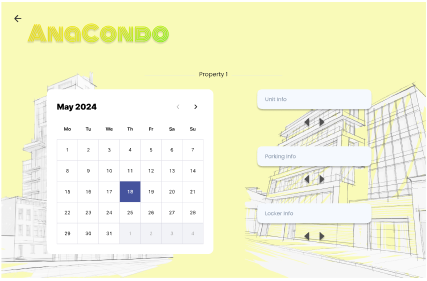 AnaCondo
Property 1
May 2024
Mo Tu We Th Fr Sa Su
1 2 3 4 5 6 7
8 9 10 11 12 13 14
15 16 17 18 19 20 21
22 23 24 25 26 27 28
29 30 31 1 2 3 4
Unit info
Parking info
Locker info